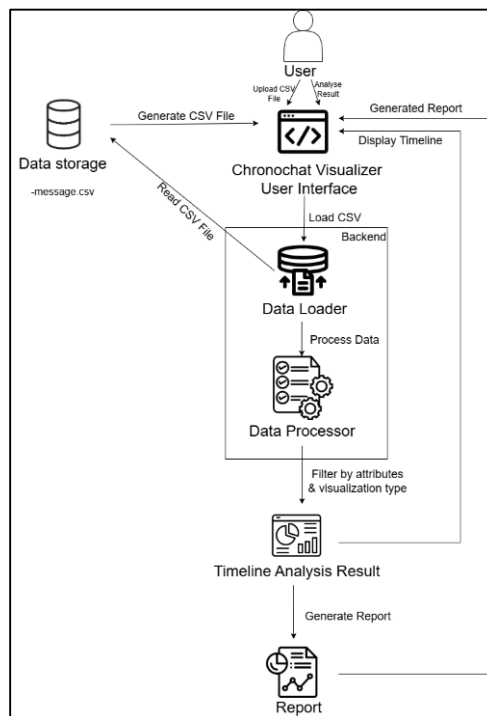 User
Upload CSV
File
Analyse
Result
Generate CSV File
Generated Report
Display Timeline
Data storage
-message.csv
Chronochat Visualizer
User Interface
Read CSV File
Load CSV
Backend
Data Loader
Process Data
Data Processor
Filter by attributes
& visualization type
Timeline Analysis Result
Generate Report
Report